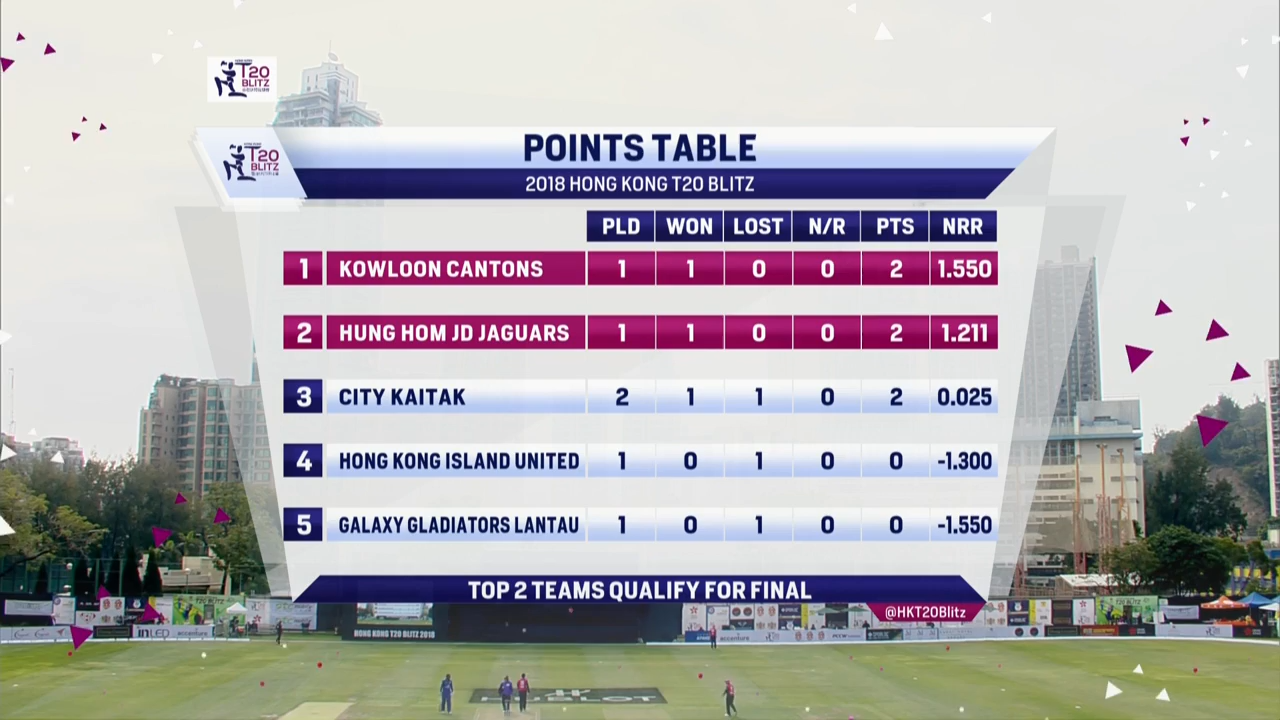 T20
BLITZ
T20
BLITZ
POINTS TABLE
2018 HONG KONG T20 BLITZ
PLD WON LOST N/R PTS NRR
1 KOWLOON CANTONS 1 1 0 0 2 1.550
2 HUNG HOM JD JAGUARS 1 1 0 0 2 1.211
3 CITY KAITAK 2 1 1 0 2 0.025
4 HONG KONG ISLAND UNITED 1 0 1 0 0 -1.300
5 GALAXY GLADIATORS LANTAU 1 0 1 0 0 -1.550
TOP 2 TEAMS QUALIFY FOR FINAL
@HKT20Blitz
HONG KONG T20 BLITZ 2018